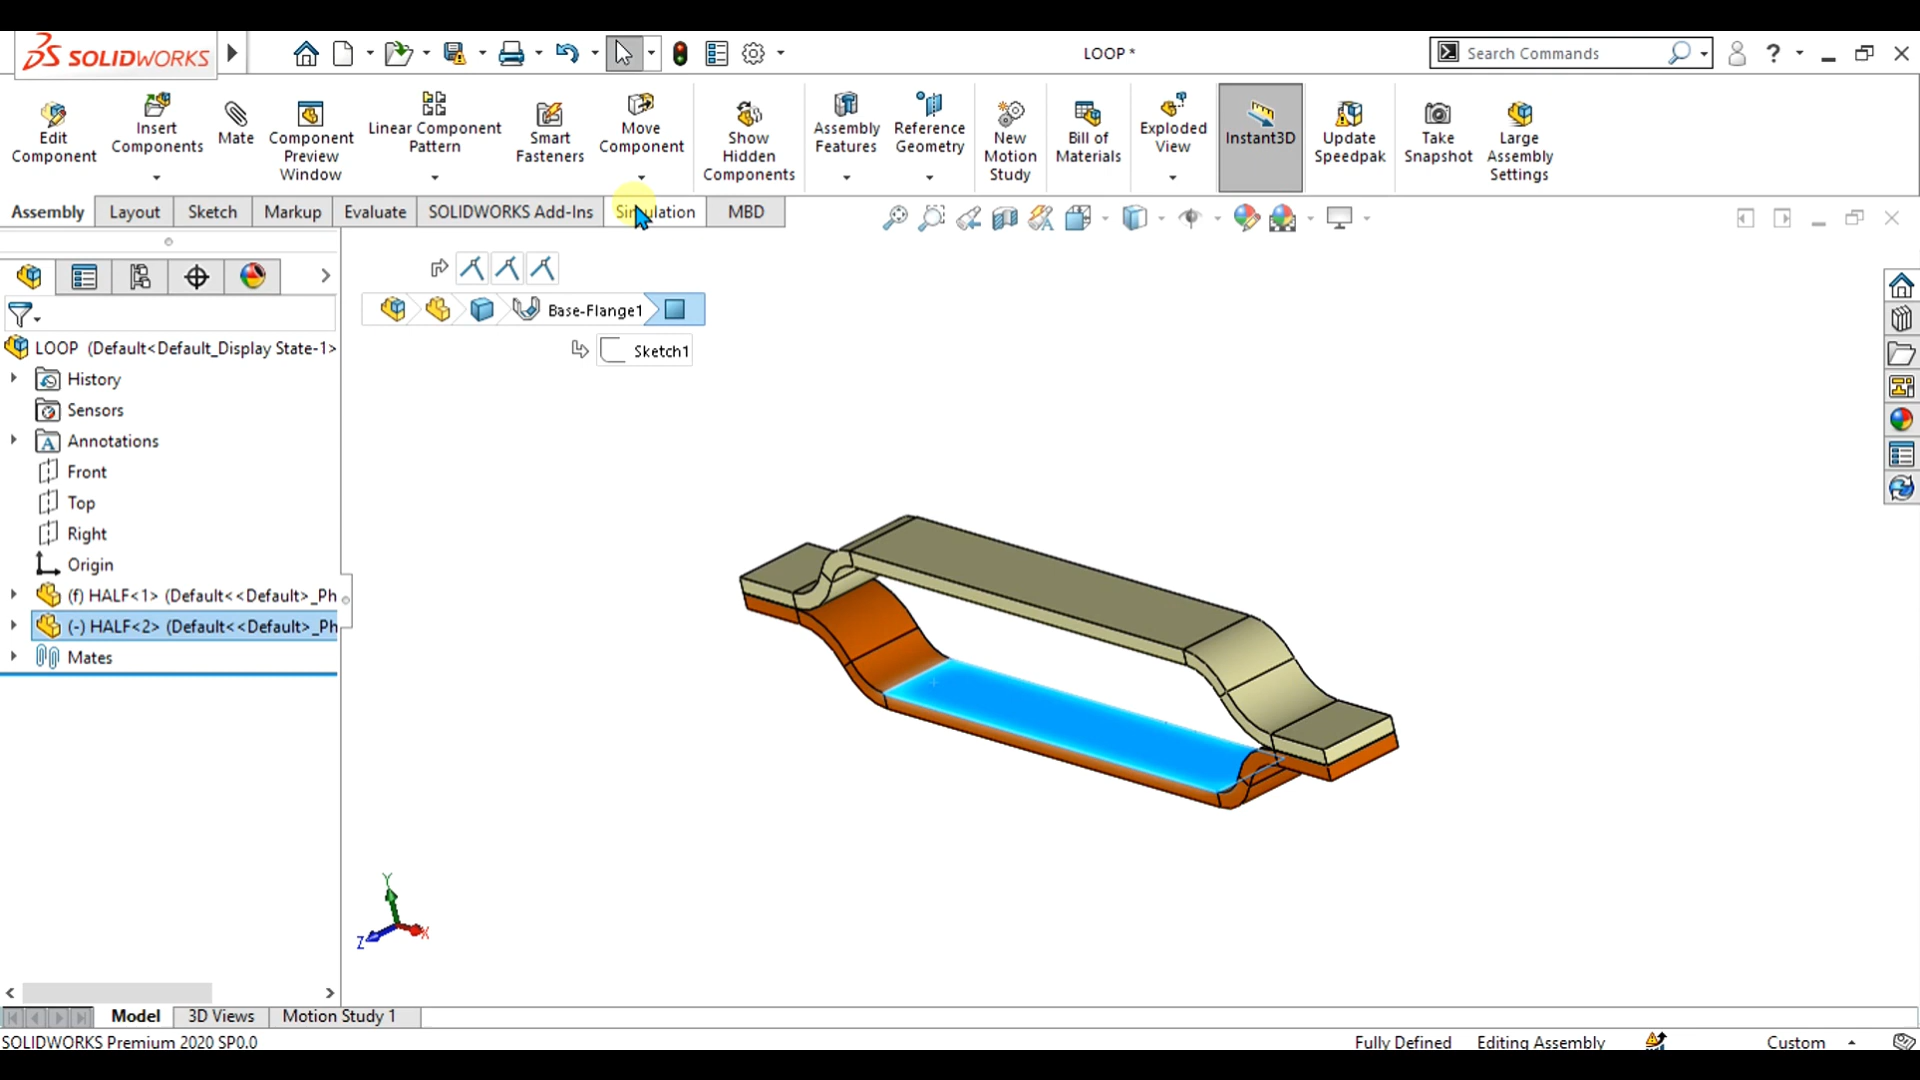 SOLIDWORKS
LOOP *
Search Commands
?
Edit Component
Insert Components
Mate
Component Preview Window
Linear Component Pattern
Smart Fasteners
Move Component
Show Hidden Components
Assembly Features
Reference Geometry
New Motion Study
Bill of Materials
Exploded View
Instant3D
Update Speedpak
Take Snapshot
Large Assembly Settings
Assembly
Layout
Sketch
Markup
Evaluate
SOLIDWORKS Add-Ins
Simulation
MBD
Base-Flange1
Sketch1
LOOP (Default<Default_Display State-1>
History
Sensors
Annotations
Front
Top
Right
Origin
(f) HALF<1> (Default<<Default>_Ph
(-) HALF<2> (Default<<Default>_Ph
Mates
Y
Z
X
Model
3D Views
Motion Study 1
SOLIDWORKS Premium 2020 SP0.0
Fully Defined
Editing Assembly
Custom